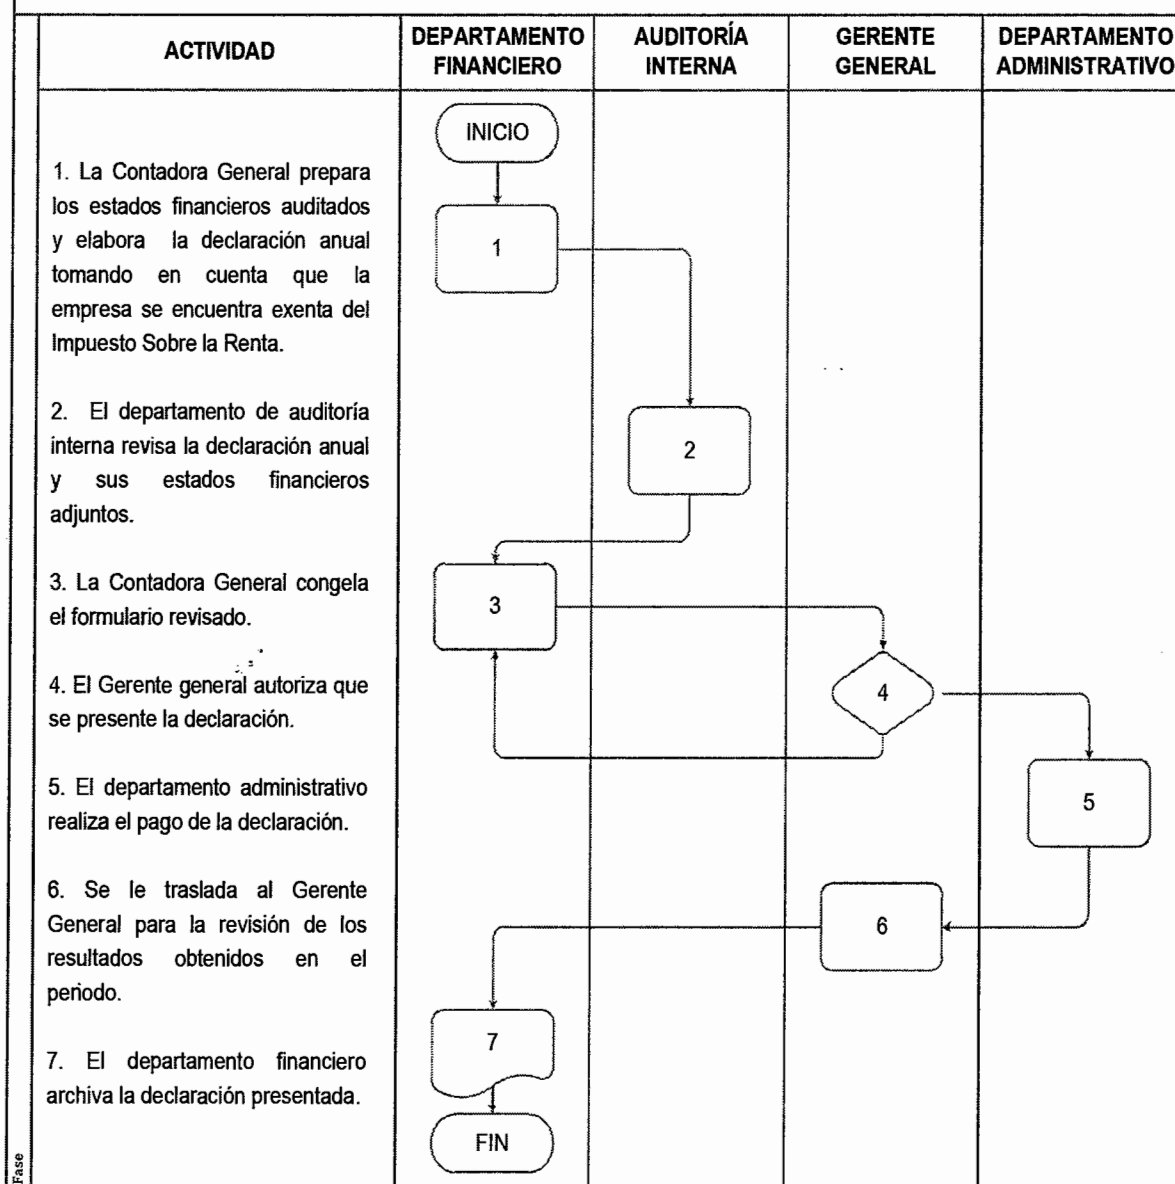 ACTIVIDAD
DEPARTAMENTO
FINANCIERO
AUDITORÍA
INTERNA
GERENTE
GENERAL
DEPARTAMENTO
ADMINISTRATIVO
INICIO
1. La Contadora General prepara
los estados financieros auditados
y elabora la declaración anual
tomando en cuenta que la
empresa se encuentra exenta del
Impuesto Sobre la Renta.
1
2. El departamento de auditoría
interna revisa la declaración anual
y sus estados financieros
adjuntos.
2
3. La Contadora General congela
el formulario revisado.
3
4. El Gerente general autoriza que
se presente la declaración.
4
5. El departamento administrativo
realiza el pago de la declaración.
5
6. Se le traslada al Gerente
General para la revisión de los
resultados obtenidos en el
periodo.
6
7. El departamento financiero
archiva la declaración presentada.
7
FIN
Fase